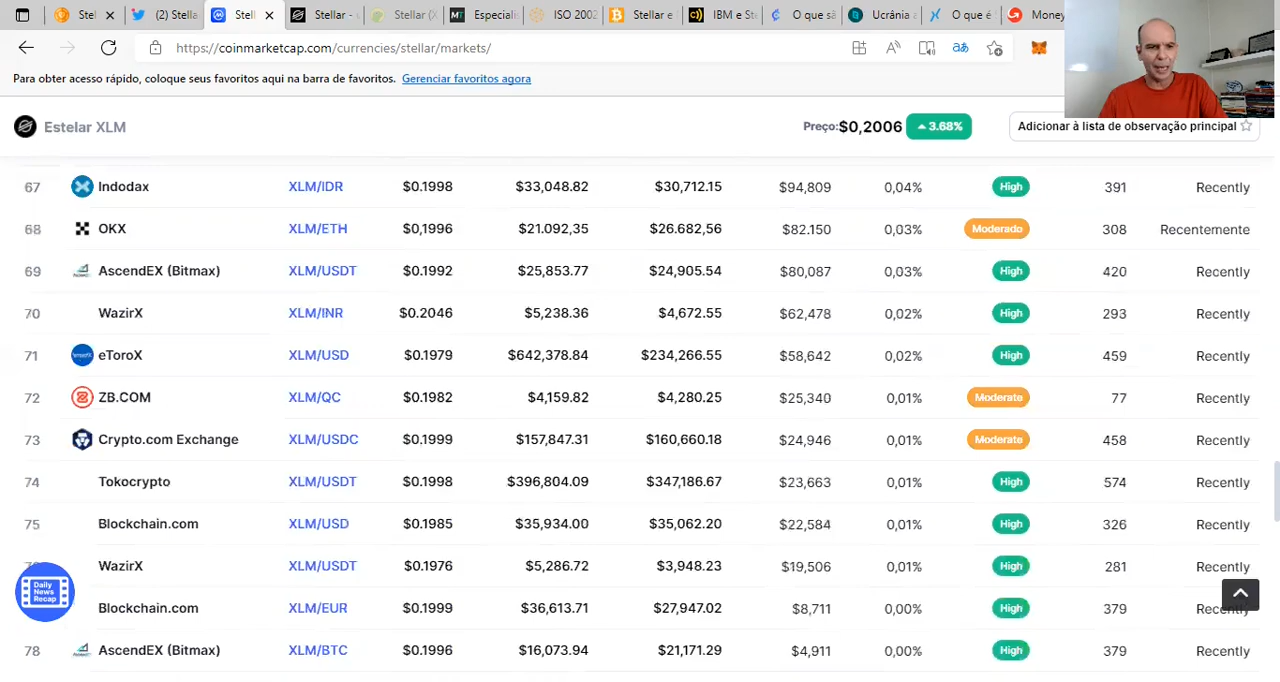 Stel
(2) Stella
Stell
Stellar -
Stellar (X
Especialis
ISO 2002
Stellar e
IBM e Ste
O que sã
Ucrânia a
O que é
Money
https://coinmarketcap.com/currencies/stellar/markets/
Para obter acesso rápido, coloque seus favoritos aqui na barra de favoritos. Gerenciar favoritos agora
Estelar XLM Preço:$0,2006 3.68% Adicionar à lista de observação principal
67 Indodax XLM/IDR $0.1998 $33,048.82 $30,712.15 $94,809 0,04% High 391 Recently
68 OKX XLM/ETH $0,1996 $21.092,35 $26.682,56 $82.150 0,03% Moderado 308 Recentemente
69 AscendEX (Bitmax) XLM/USDT $0.1992 $25,853.77 $24,905.54 $80,087 0,03% High 420 Recently
70 WazirX XLM/INR $0.2046 $5,238.36 $4,672.55 $62,478 0,02% High 293 Recently
71 eToroX XLM/USD $0.1979 $642,378.84 $234,266.55 $58,642 0,02% High 459 Recently
72 ZB.COM XLM/QC $0.1982 $4,159.82 $4,280.25 $25,340 0,01% Moderate 77 Recently
73 Crypto.com Exchange XLM/USDC $0.1999 $157,847.31 $160,660.18 $24,946 0,01% Moderate 458 Recently
74 Tokocrypto XLM/USDT $0.1998 $396,804.09 $347,186.67 $23,663 0,01% High 574 Recently
75 Blockchain.com XLM/USD $0.1985 $35,934.00 $35,062.20 $22,584 0,01% High 326 Recently
WazirX XLM/USDT $0.1976 $5,286.72 $3,948.23 $19,506 0,01% High 281 Recently
Daily
News
Recap
Blockchain.com XLM/EUR $0.1999 $36,613.71 $27,947.02 $8,711 0,00% High 379 Recently
78 AscendEX (Bitmax) XLM/BTC $0.1996 $16,073.94 $21,171.29 $4,911 0,00% High 379 Recently